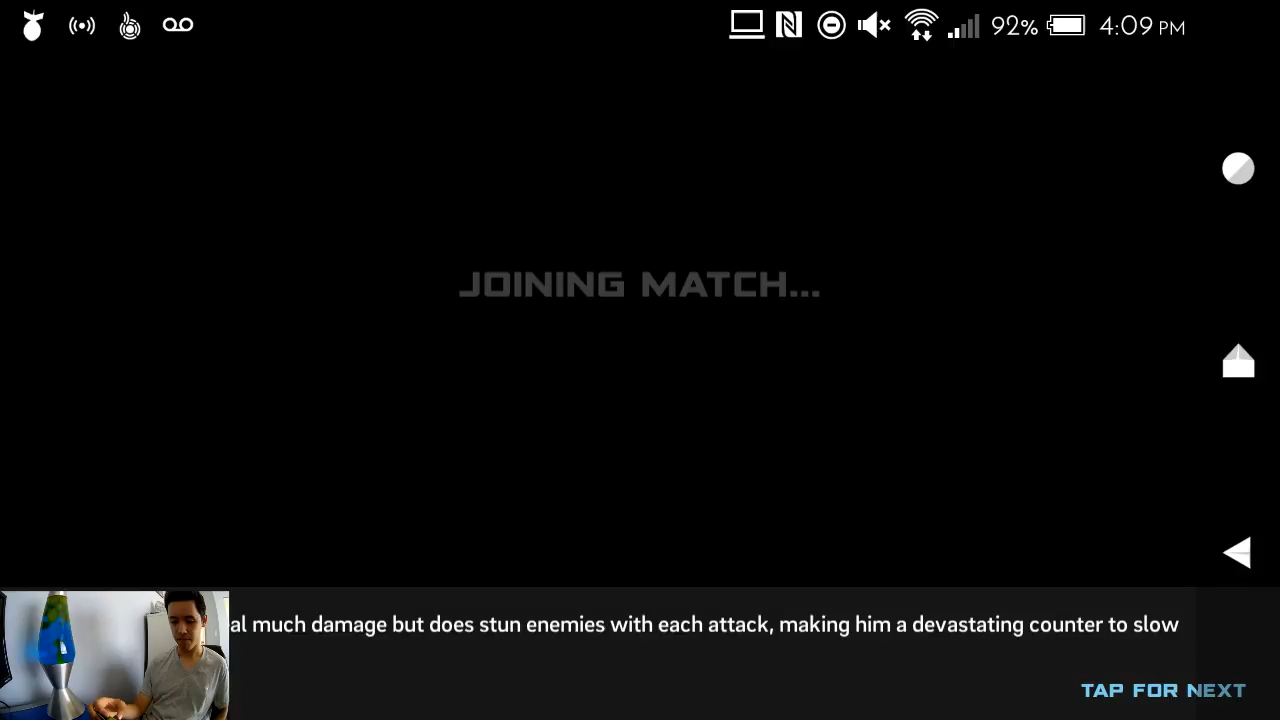 92% 4:09 PM
JOINING MATCH...
al much damage but does stun enemies with each attack, making him a devastating counter to slow
TAP FOR NEXT